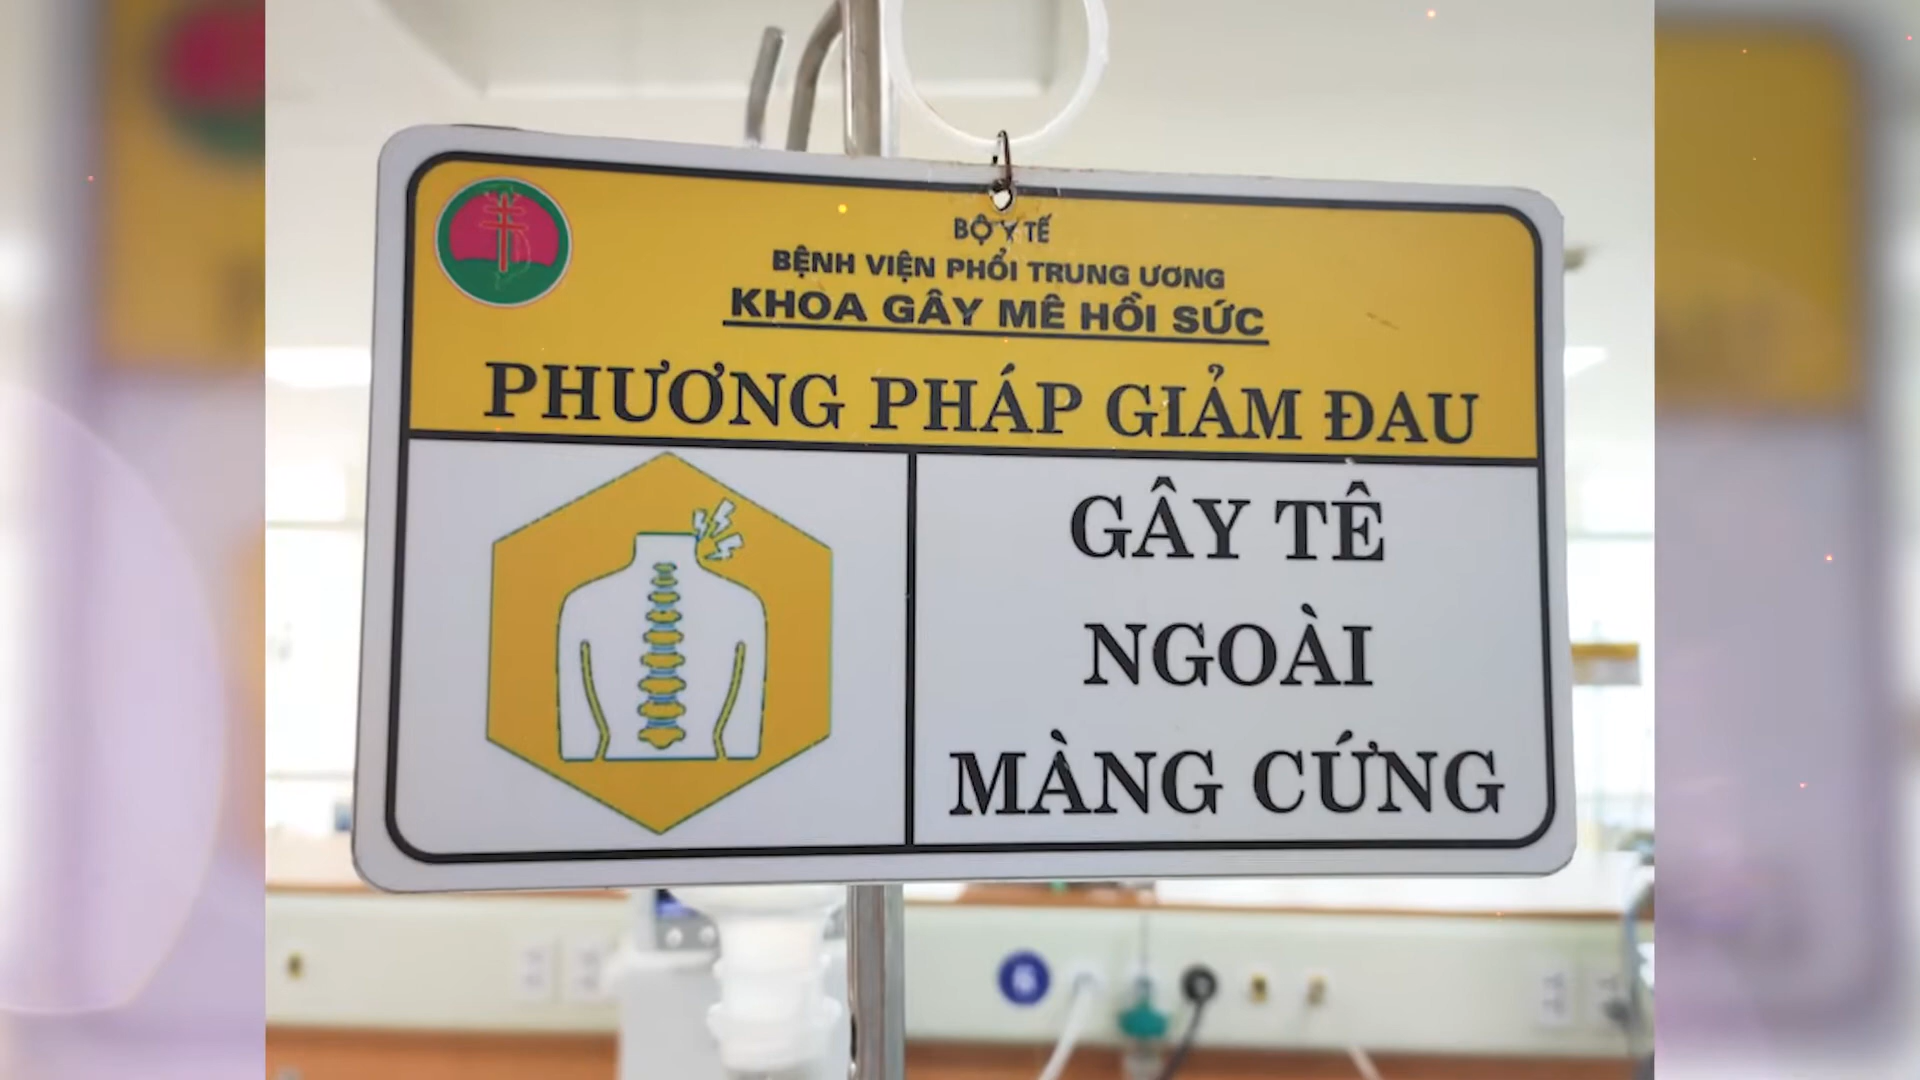 BỘ Y TẾ
BỆNH VIỆN PHỔI TRUNG ƯƠNG
KHOA GÂY MÊ HỒI SỨC
PHƯƠNG PHÁP GIẢM ĐAU
GÂY TÊ
NGOÀI
MÀNG CỨNG